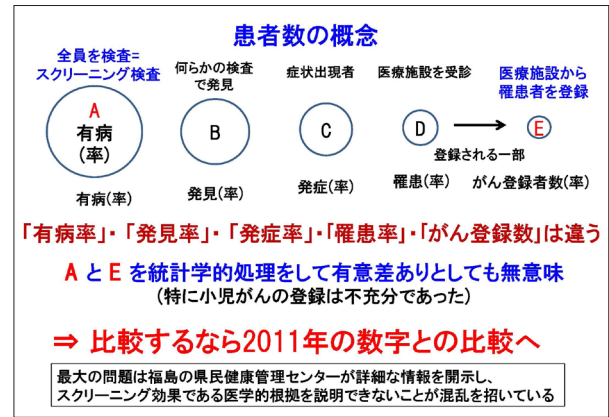 患者数の概念
全員を検査=
スクリーニング検査
何らかの検査
で発見
症状出現者
医療施設を受診
医療施設から
罹患者を登録
A
有病
(率)
B
C
D
E
登録される一部
有病(率)
発見(率)
発症(率)
罹患(率)
がん登録者数(率)
「有病率」・「発見率」・「発症率」・「罹患率」・「がん登録数」は違う
A と E を統計学的処理をして有意差ありとしても無意味
(特に小児がんの登録は不充分であった)
⇒ 比較するなら2011年の数字との比較へ
最大の問題は福島の県民健康管理センターが詳細な情報を開示し、
スクリーニング効果である医学的根拠を説明できないことが混乱を招いている